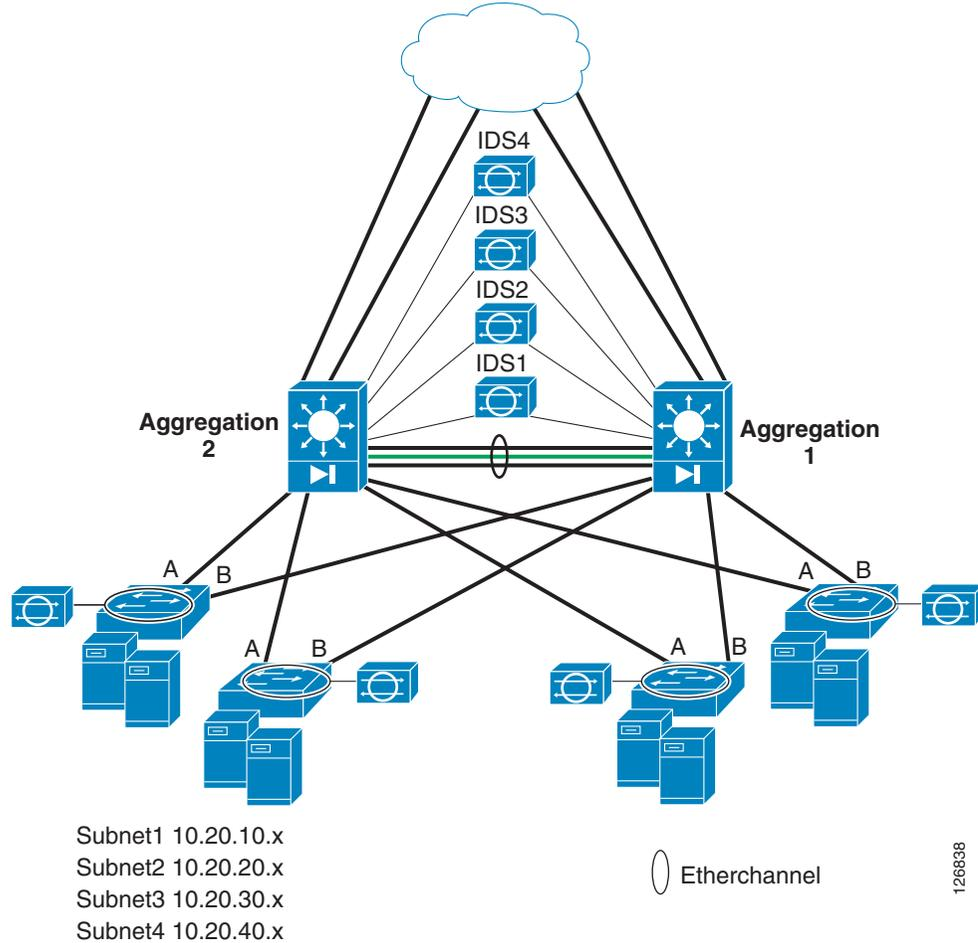 IDS4
IDS3
IDS2
IDS1
Aggregation
2
Aggregation
1
A
B
A
B
A
B
A
B
Subnet1 10.20.10.x
Subnet2 10.20.20.x
Subnet3 10.20.30.x
Subnet4 10.20.40.x
Etherchannel
126838